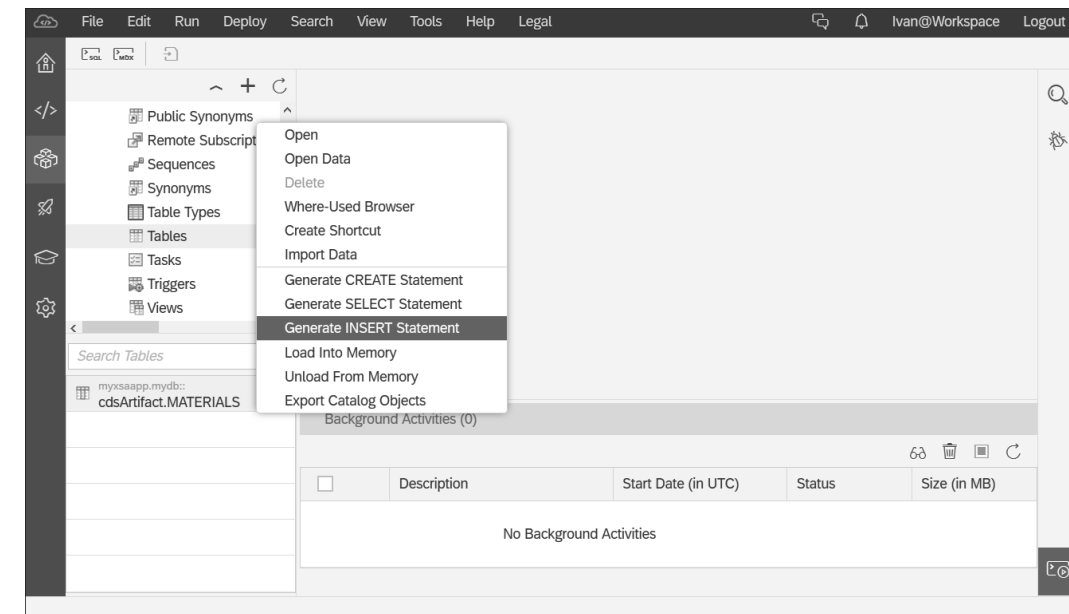 File Edit Run Deploy Search View Tools Help Legal Ivan@Workspace Logout
SQL MDX
Public Synonyms
Remote Subscript
Sequences
Synonyms
Table Types
Tables
Tasks
Triggers
Views
Search Tables
myxsaapp.mydb::
cdsArtifact.MATERIALS
Open
Open Data
Delete
Where-Used Browser
Create Shortcut
Import Data
Generate CREATE Statement
Generate SELECT Statement
Generate INSERT Statement
Load Into Memory
Unload From Memory
Export Catalog Objects
Background Activities (0)
Description Start Date (in UTC) Status Size (in MB)
No Background Activities